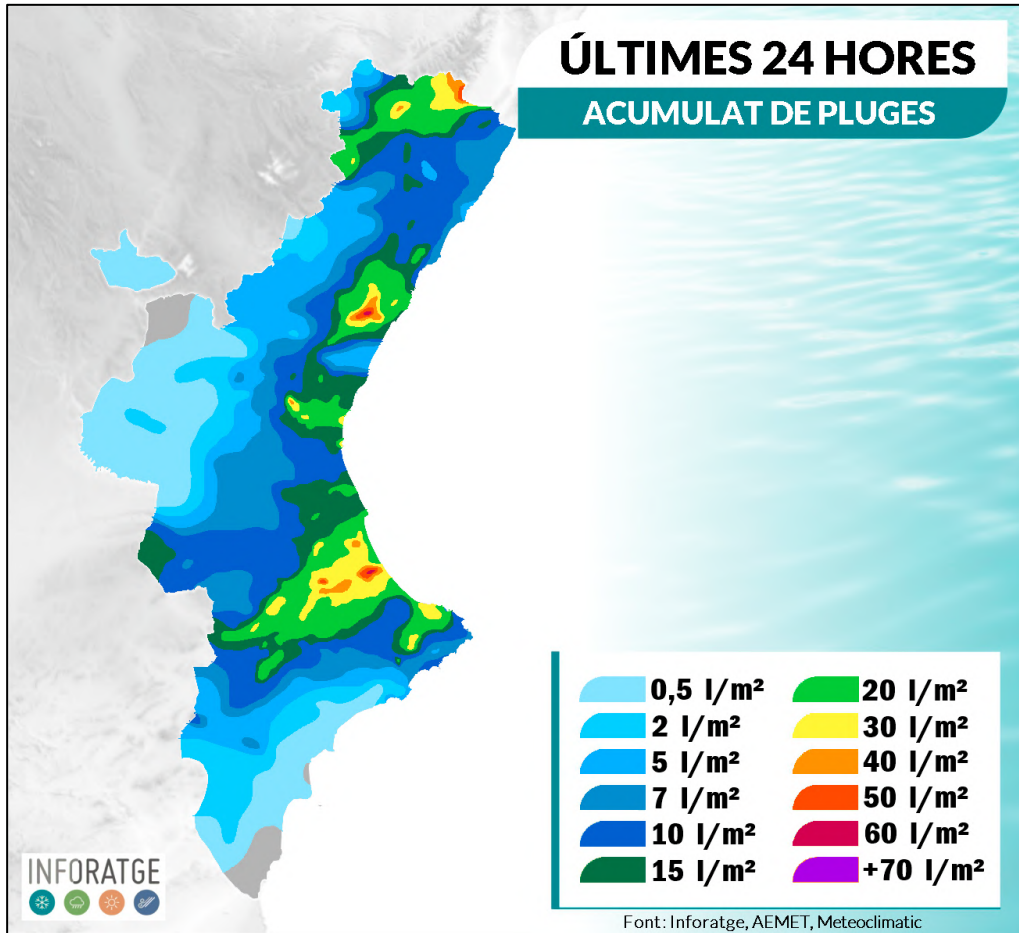 ÚLTIMES 24 HORES
ACUMULAT DE PLUGES
0,5 l/m²
2 l/m²
5 l/m²
7 l/m²
10 l/m²
15 l/m²
20 l/m²
30 l/m²
40 l/m²
50 l/m²
60 l/m²
+70 l/m²
INFORATGE
Font: Inforatge, AEMET, Meteoclimatic